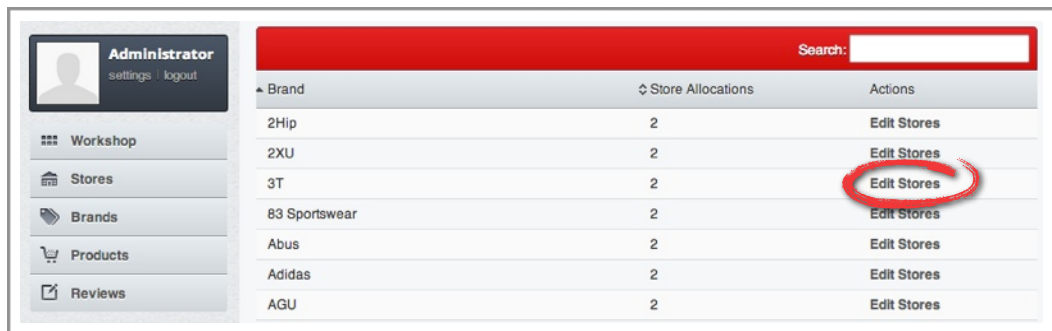 Administrator
settings | logout
Workshop
Stores
Brands
Products
Reviews
Search:
Brand Store Allocations Actions
2Hip 2 Edit Stores
2XU 2 Edit Stores
3T 2 Edit Stores
83 Sportswear 2 Edit Stores
Abus 2 Edit Stores
Adidas 2 Edit Stores
AGU 2 Edit Stores